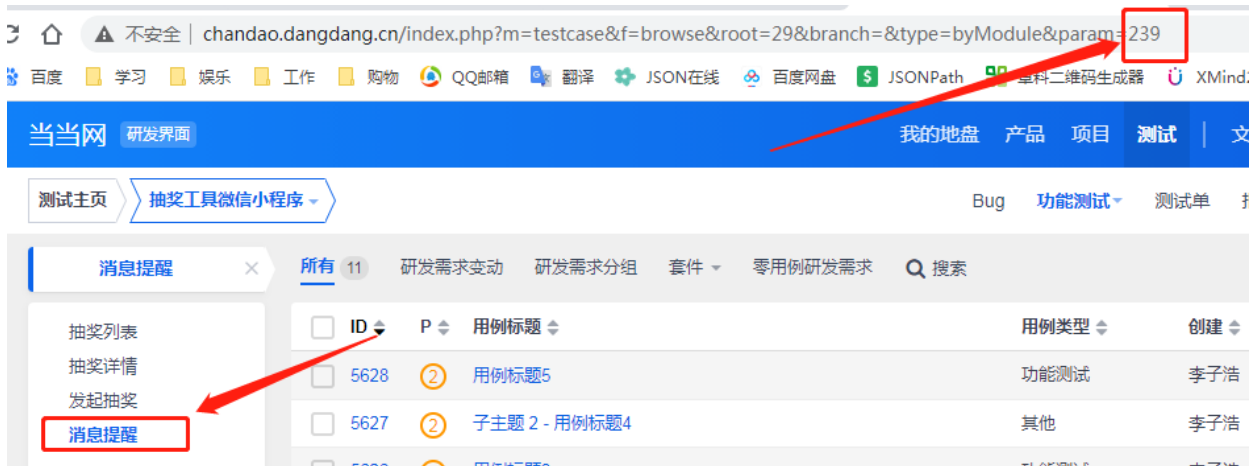 不安全 | chandao.dangdang.cn/index.php?m=testcase&f=browse&root=29&branch=&type=byModule&param=239
百度 学习 娱乐 工作 购物 QQ邮箱 翻译 JSON在线 百度网盘 JSONPath 草料二维码生成器 XMind2
当当网 研发界面 我的地盘 产品 项目 测试 文
测试主页 抽奖工具微信小程序 Bug 功能测试 测试单
消息提醒 所有 11 研发需求变动 研发需求分组 套件 零用例研发需求 搜索
抽奖列表
抽奖详情
发起抽奖
消息提醒
ID P 用例标题 用例类型 创建
5628 2 用例标题5 功能测试 李子浩
5627 2 子主题 2 - 用例标题4 其他 李子浩